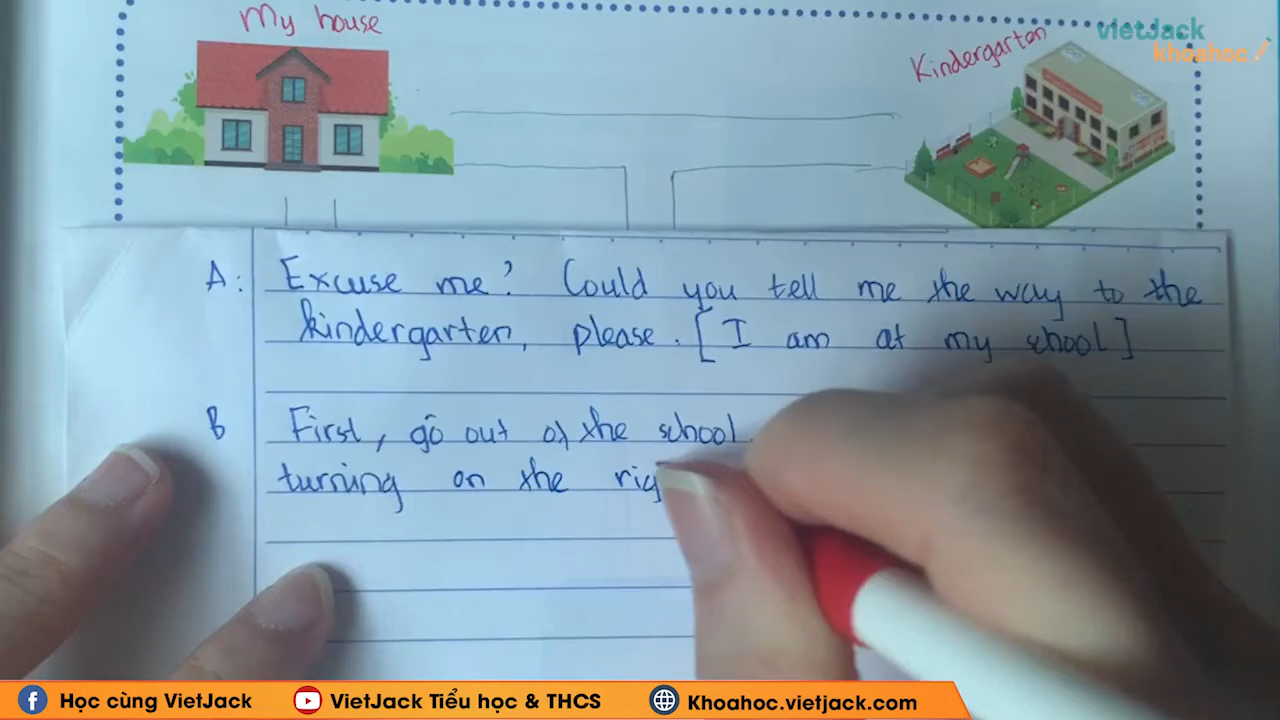 My house
Kindergarten
vietJack
khoahoc
A: Excuse me? Could you tell me the way to the
kindergarten, please. [I am at my school]
B First, go out of the school
turning on the rig
Học cùng VietJack
VietJack Tiểu học & THCS
Khoahoc.vietjack.com